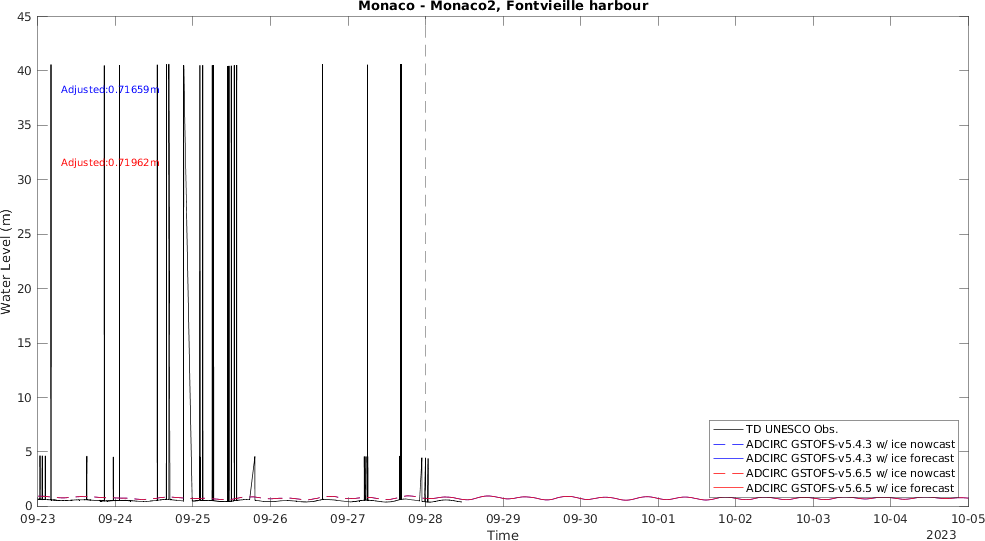 Monaco - Monaco2, Fontvieille harbour
45
40
35
30
25
20
15
10
5
0
Water Level (m)
Adjusted:0.71659m
Adjusted:0.71962m
TD UNESCO Obs.
ADCIRC GSTOFS-v5.4.3 w/ ice nowcast
ADCIRC GSTOFS-v5.4.3 w/ ice forecast
ADCIRC GSTOFS-v5.6.5 w/ ice nowcast
ADCIRC GSTOFS-v5.6.5 w/ ice forecast
09-23 09-24 09-25 09-26 09-27 09-28 09-29 09-30 10-01 10-02 10-03 10-04 10-05
Time
2023